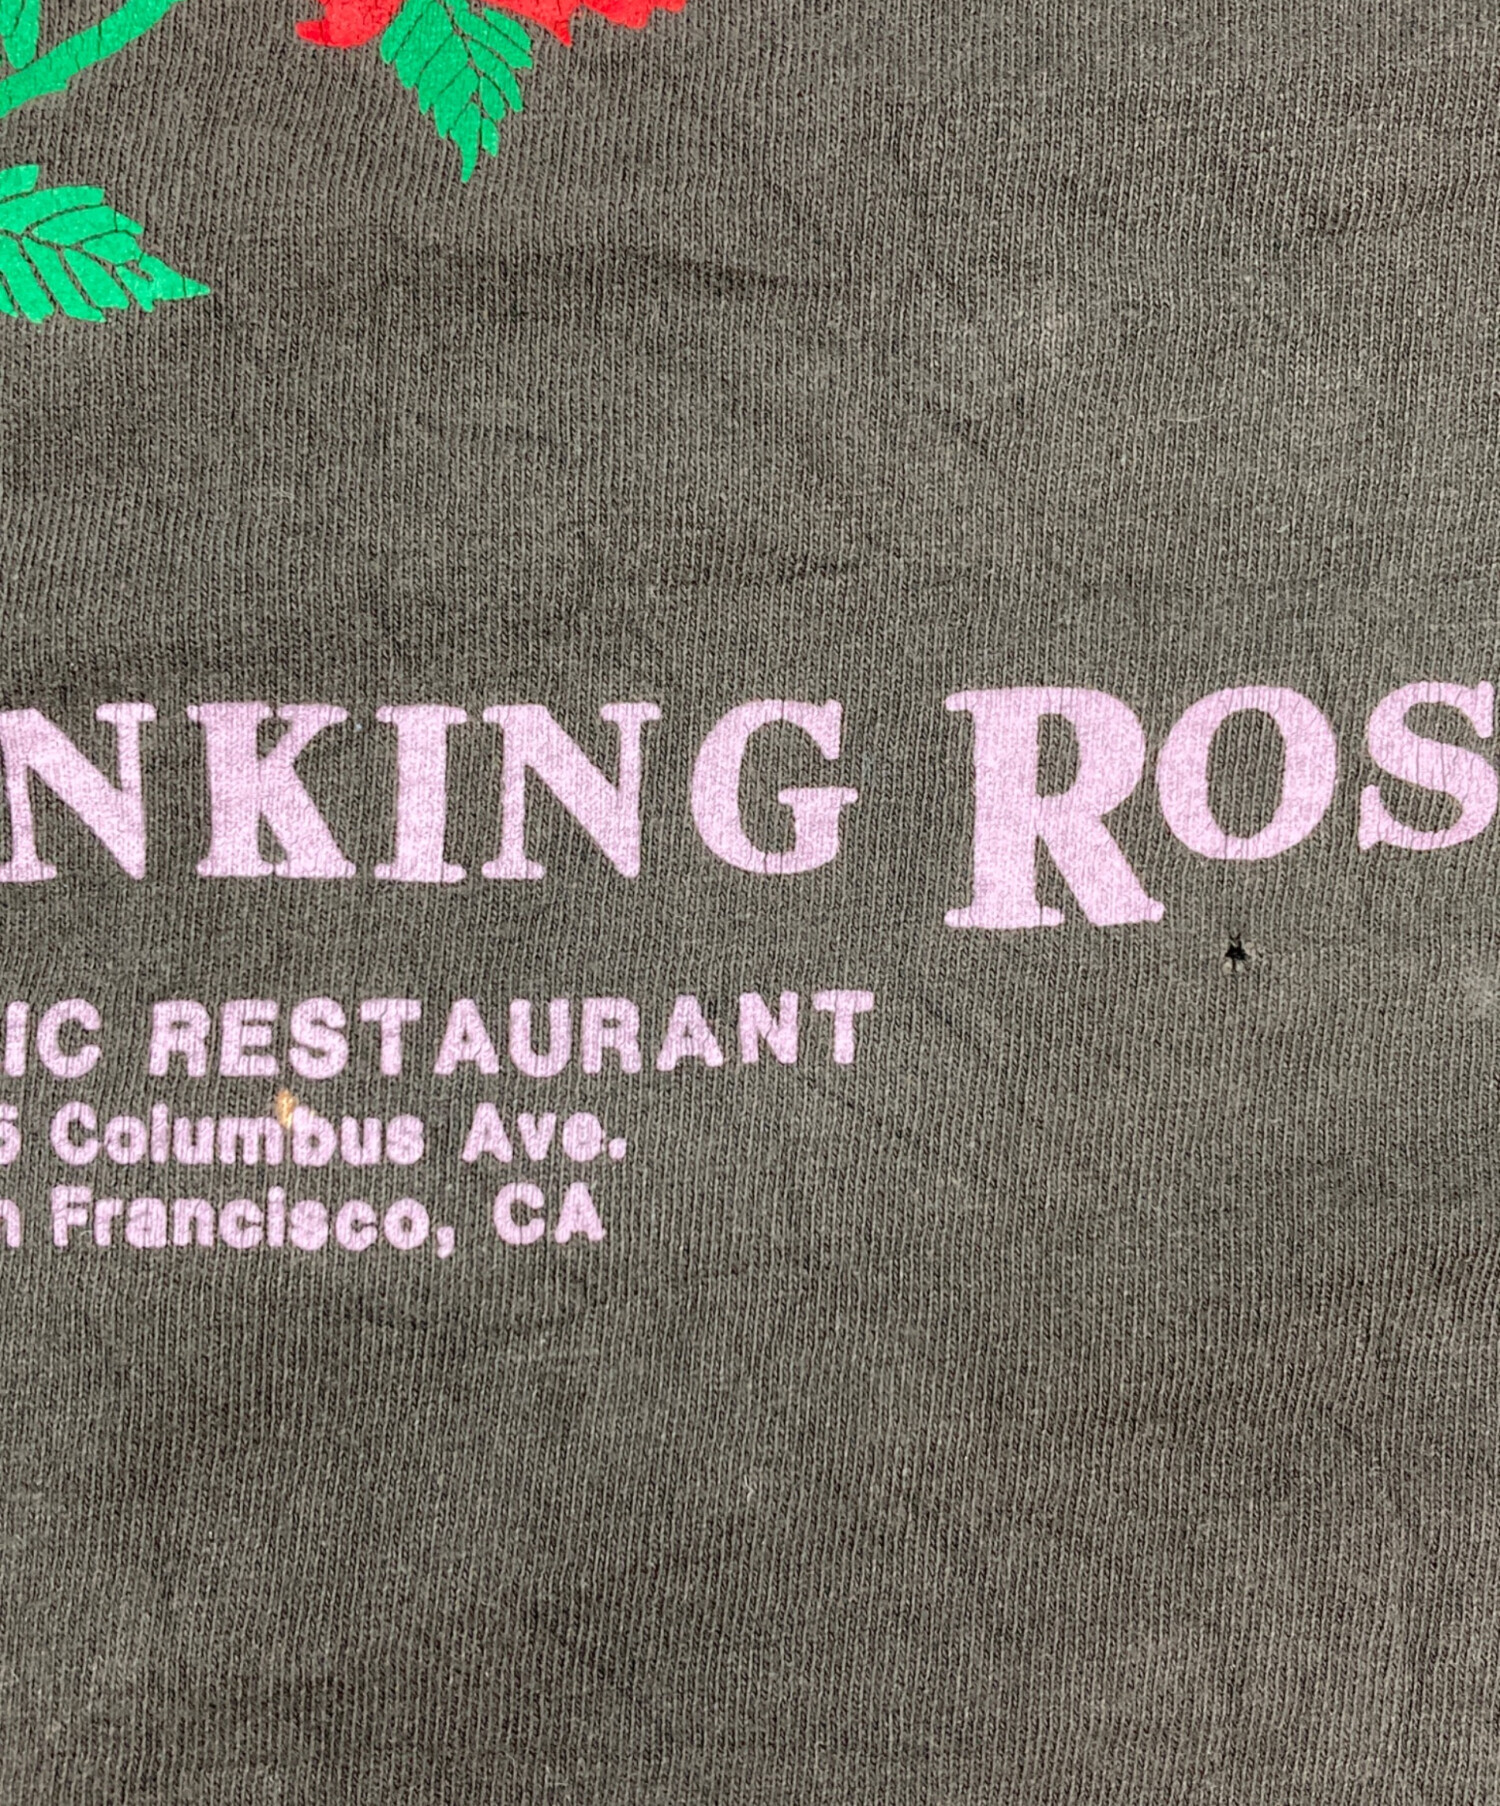 NKING ROS
IC RESTAURANT
5 Columbus Ave.
n Francisco, CA